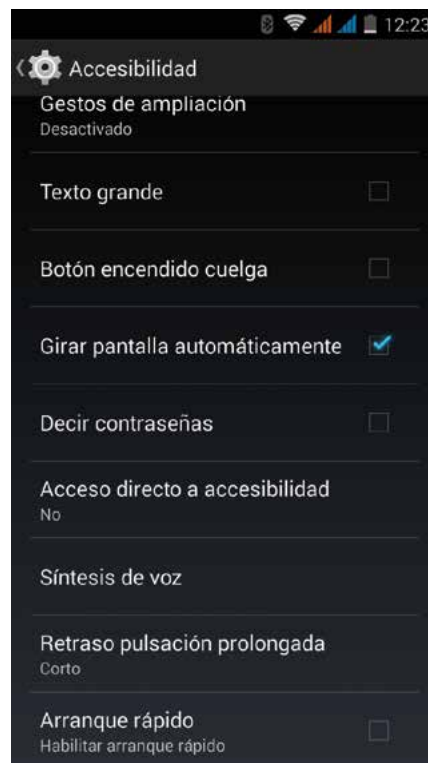 12:23
Accesibilidad
Gestos de ampliación
Desactivado
Texto grande
Botón encendido cuelga
Girar pantalla automáticamente
Decir contraseñas
Acceso directo a accesibilidad
No
Síntesis de voz
Retraso pulsación prolongada
Corto
Arranque rápido
Habilitar arranque rápido